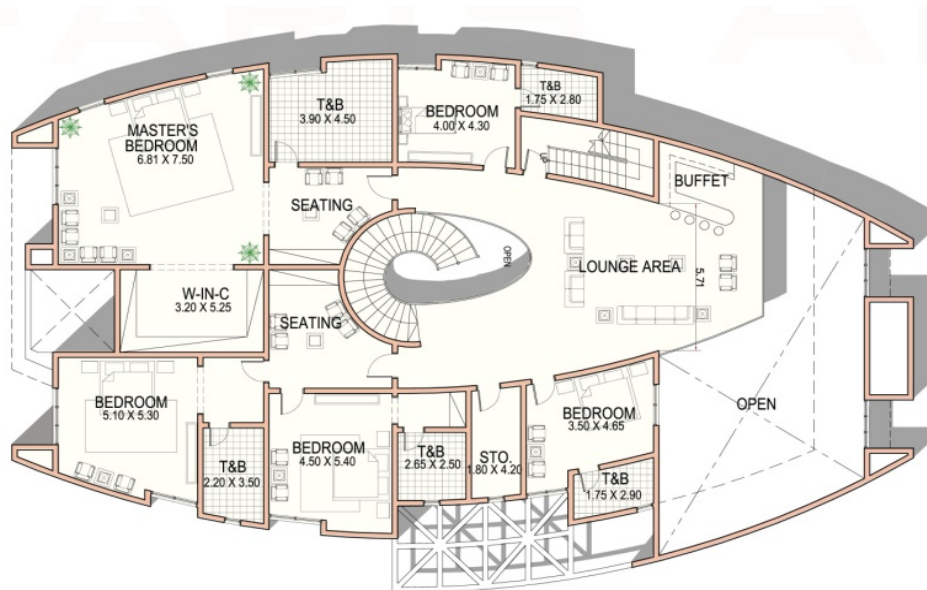 T&B
3.90 X 4.50
BEDROOM
4.00 X 4.30
T&B
1.75 X 2.80
MASTER'S
BEDROOM
6.81 X 7.50
UP
BUFFET
SEATING
OPEN
LOUNGE AREA
5.71
W-IN-C
3.20 X 5.25
SEATING
BEDROOM
5.10 X 5.30
OPEN
BEDROOM
3.50 X 4.65
BEDROOM
4.50 X 5.40
T&B
2.20 X 3.50
T&B
2.65 X 2.50
STO.
1.80 X 4.20
T&B
1.75 X 2.90